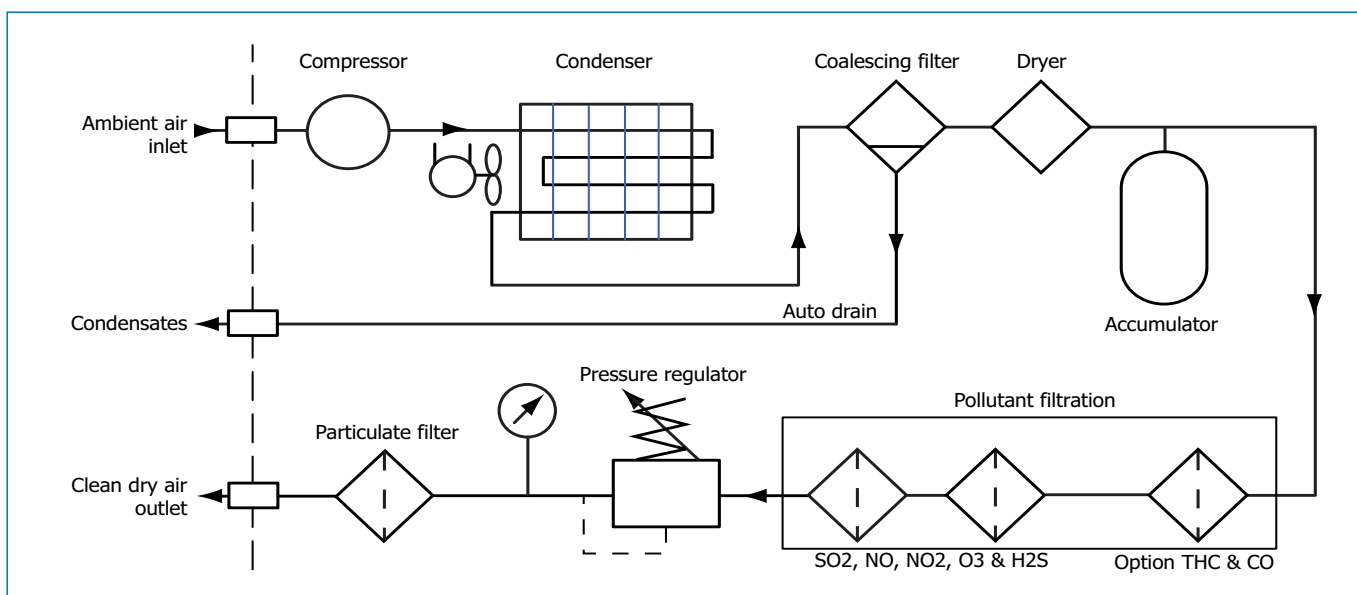 Compressor
Condenser
Coalescing filter
Dryer
Ambient air
inlet
Condensates
Auto drain
Accumulator
Pressure regulator
Pollutant filtration
Particulate filter
Clean dry air
outlet
SO2, NO, NO2, O3 & H2S
Option THC & CO